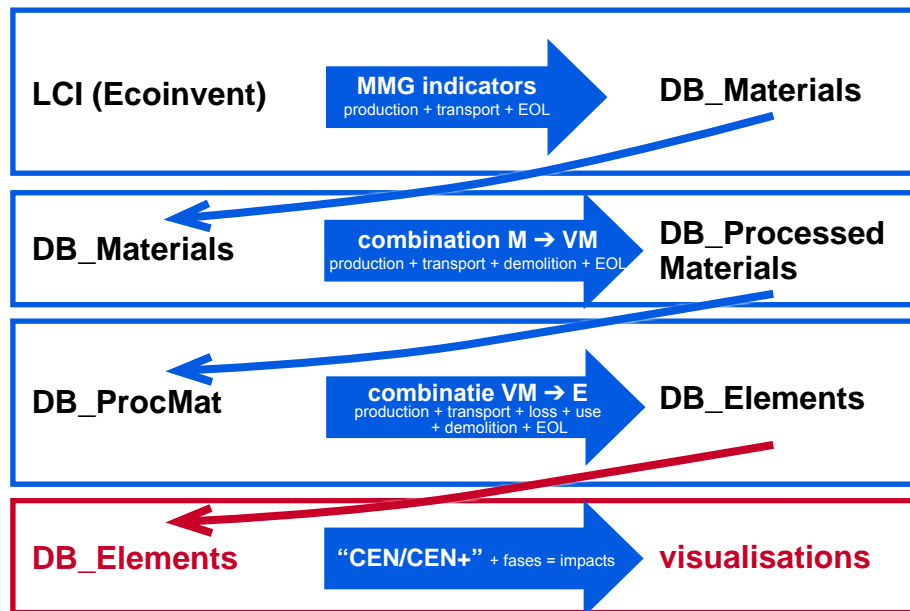 LCI (Ecoinvent)
MMG indicators
production + transport + EOL
DB_Materials
DB_Materials
combination M ➔ VM
production + transport + demolition + EOL
DB_Processed
Materials
DB_ProcMat
combinatie VM ➔ E
production + transport + loss + use
+ demolition + EOL
DB_Elements
DB_Elements
“CEN/CEN+” + fases = impacts
visualisations